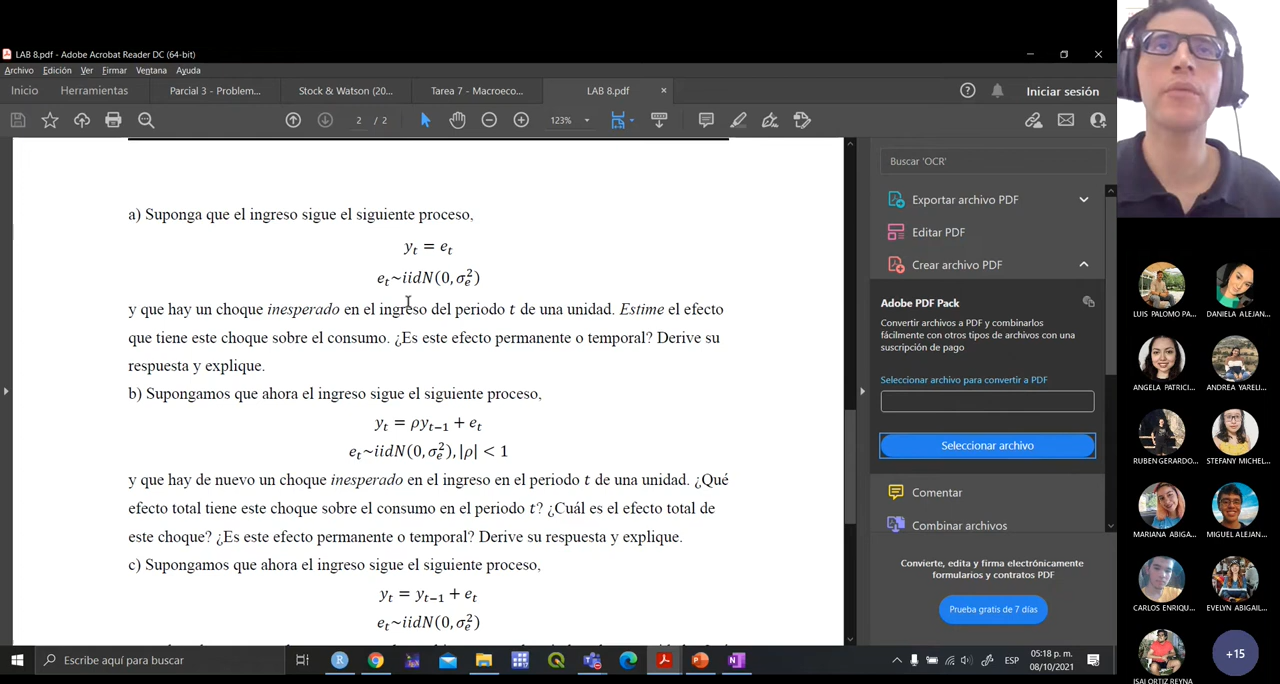 LAB 8.pdf - Adobe Acrobat Reader DC (64-bit)
Archivo Edición Ver Firmar Ventana Ayuda
Inicio Herramientas Parcial 3 - Problem... Stock & Watson (20... Tarea 7 - Macroeco... LAB 8.pdf × Iniciar sesión
2 / 2 123%
a) Suponga que el ingreso sigue el siguiente proceso,
y_t = e_t
e_t~iidN(0, σ_e^2)
y que hay un choque inesperado en el ingreso del periodo t de una unidad. Estime el efecto
que tiene este choque sobre el consumo. ¿Es este efecto permanente o temporal? Derive su
respuesta y explique.
b) Supongamos que ahora el ingreso sigue el siguiente proceso,
y_t = ρy_{t−1} + e_t
e_t~iidN(0, σ_e^2), |ρ| < 1
y que hay de nuevo un choque inesperado en el ingreso en el periodo t de una unidad. ¿Qué
efecto total tiene este choque sobre el consumo en el periodo t? ¿Cuál es el efecto total de
este choque? ¿Es este efecto permanente o temporal? Derive su respuesta y explique.
c) Supongamos que ahora el ingreso sigue el siguiente proceso,
y_t = y_{t−1} + e_t
e_t~iidN(0, σ_e^2)
Buscar 'OCR'
Exportar archivo PDF
Editar PDF
Crear archivo PDF
Adobe PDF Pack
Convertir archivos a PDF y combinarlos
fácilmente con otros tipos de archivos con una
suscripción de pago
Seleccionar archivo para convertir a PDF
Seleccionar archivo
Comentar
Combinar archivos
Convierte, edita y firma electrónicamente
formularios y contratos PDF
Prueba gratis de 7 días
LUIS PALOMO PA... DANIELA ALEJAN...
ANGELA PATRICI... ANDREA YARELI...
RUBEN GERARDO... STEFANY MICHEL...
MARIANA ABIGA... MIGUEL ALEJAN...
CARLOS ENRIQU... EVELYN ABIGAIL...
ISAI ORTIZ REYNA +15
Escribe aquí para buscar
ESP
05:18 p. m.
08/10/2021